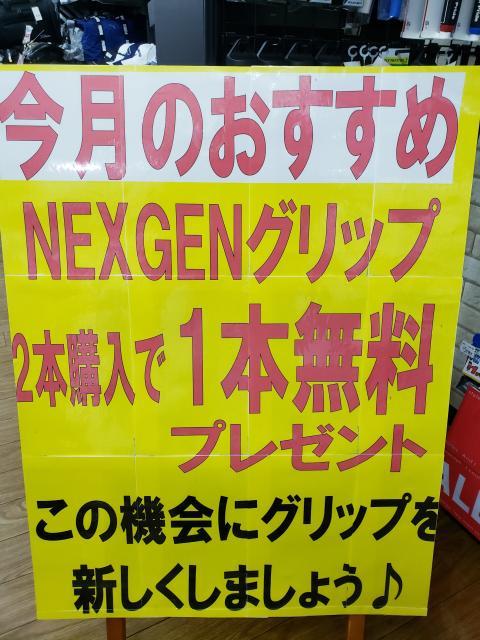 今月のおすすめ
NEXGENグリップ
2本購入で1本無料
プレゼント
この機会にグリップを
新しくしましょう♪